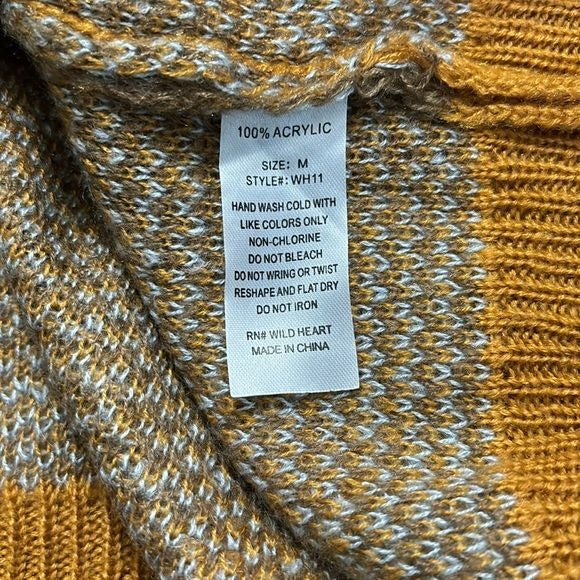 100% ACRYLIC
SIZE: M
STYLE#: WH11
HAND WASH COLD WITH
LIKE COLORS ONLY
NON-CHLORINE
DO NOT BLEACH
DO NOT WRING OR TWIST
RESHAPE AND FLAT DRY
DO NOT IRON
RN# WILD HEART
MADE IN CHINA